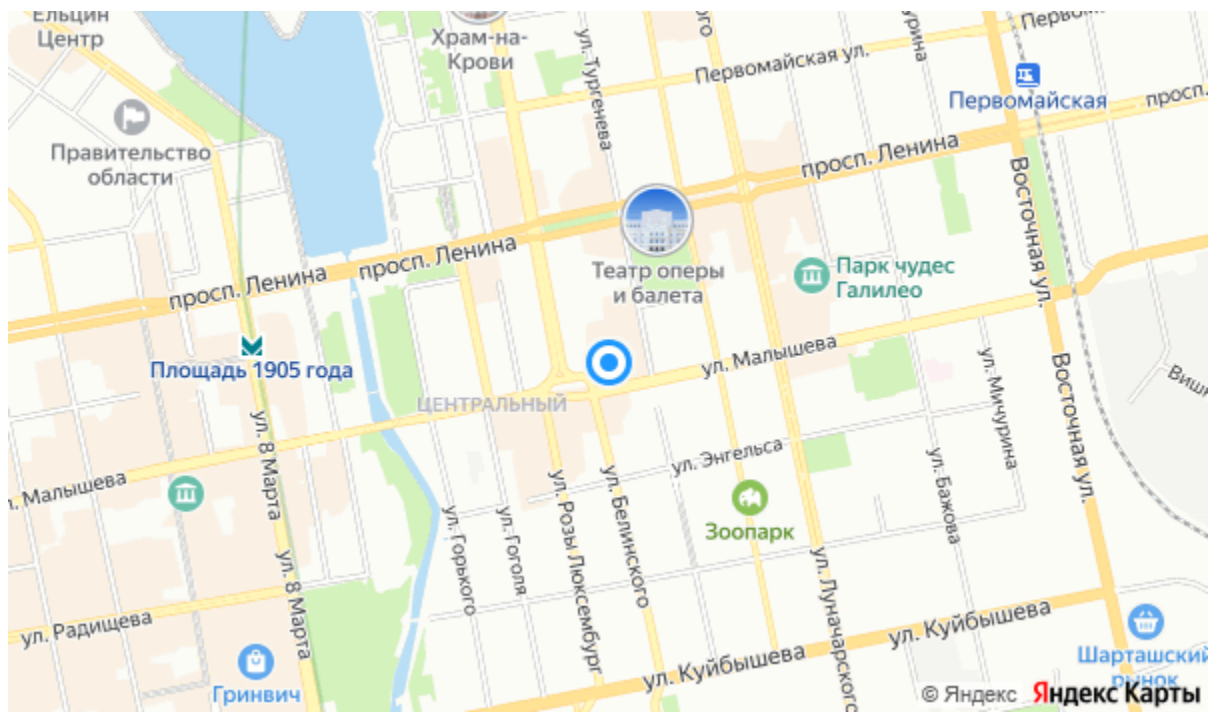 Ельцин
Центр
Храм-на-
Крови
ул. Тургенева
Первомайская ул.
Первомайская
просп.
Правительство
области
просп. Ленина
просп. Ленина
просп. Ленина
Театр оперы
и балета
Парк чудес
Галилео
Восточная ул.
Площадь 1905 года
ул. Малышева
ЦЕНТРАЛЬНЫЙ
ул. 8 Марта
ул. Мичурина
Восточная ул.
ул. Малышева
ул. Энгельса
ул. Бажова
Зоопарк
ул. Горького
ул. Гоголя
ул. Розы Люксембург
ул. Белинского
ул. Луначарского
ул. 8 Марта
ул. Радищева
ул. Куйбышева
ул. Куйбышева
Гринвич
Шарташский
рынок
© Яндекс Яндекс Карты